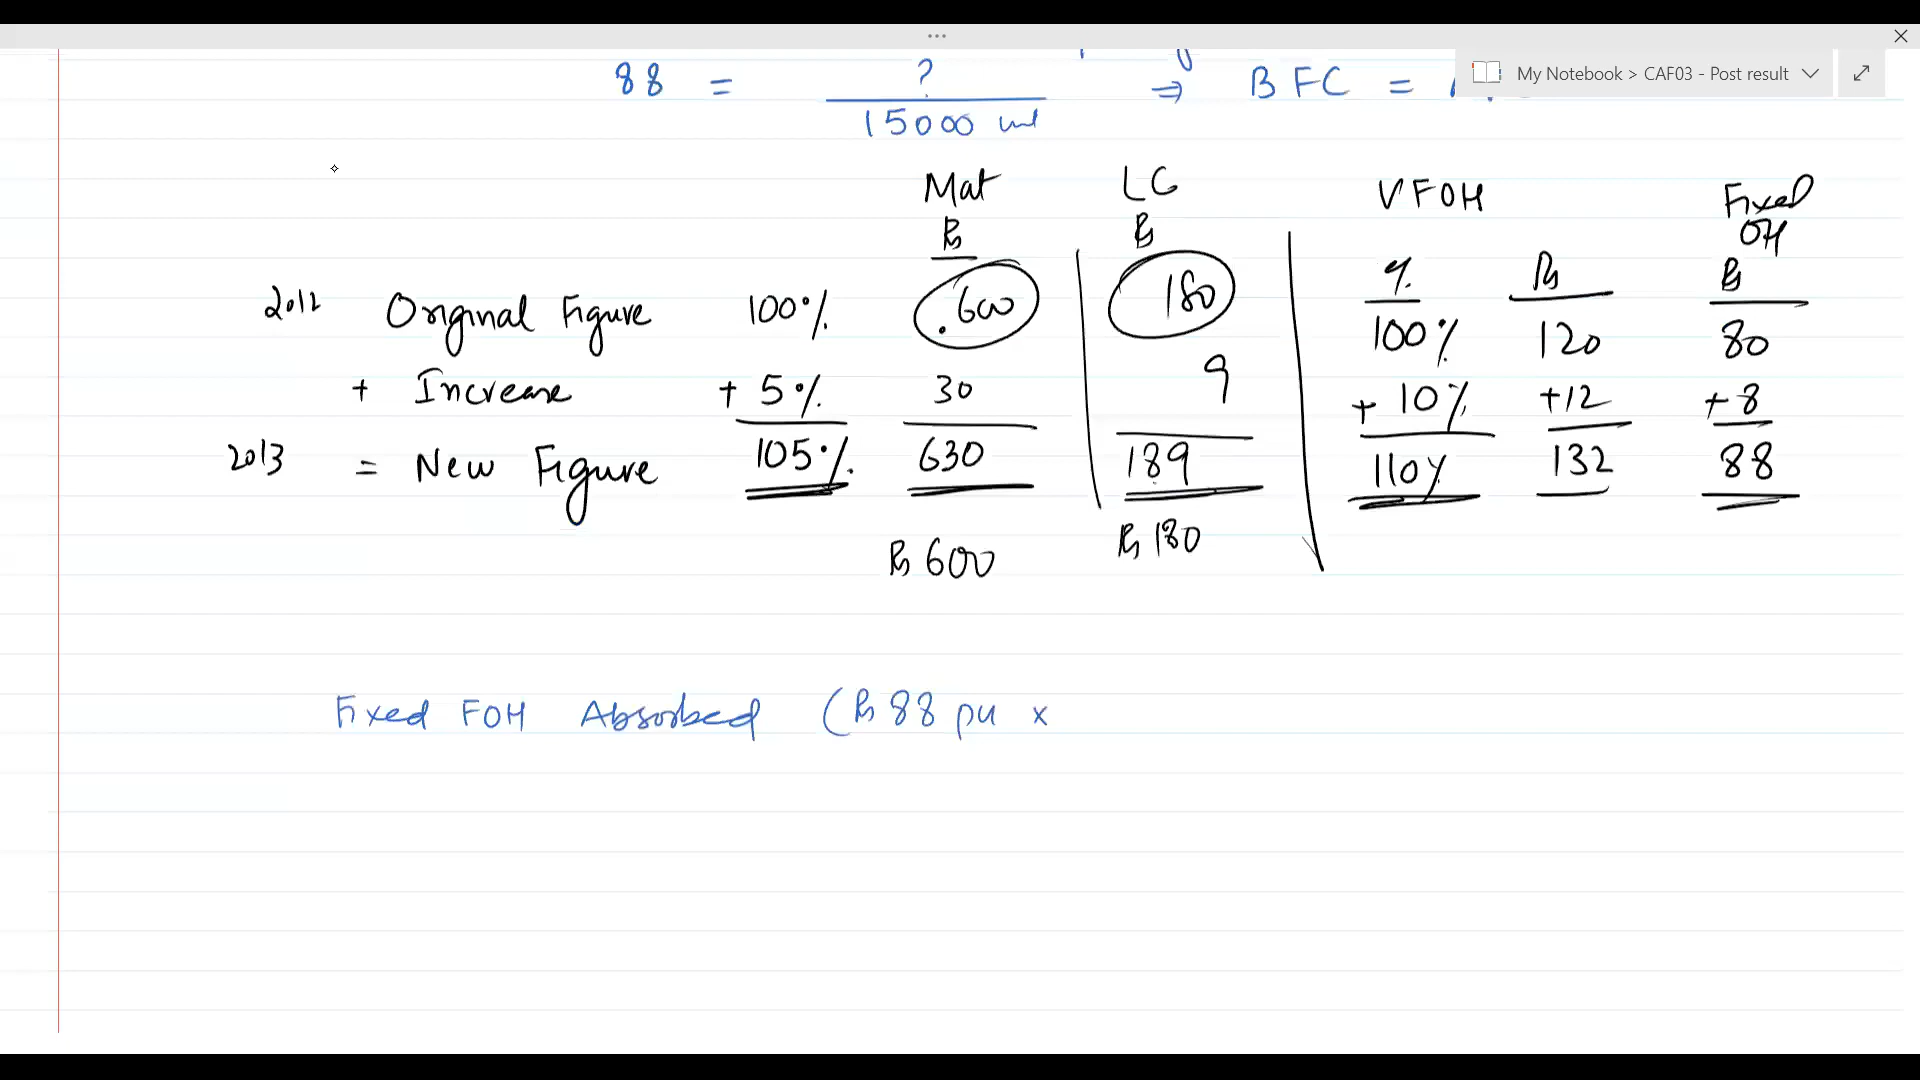 My Notebook > CAF03 - Post result
88 = ? ⇒ BFC =
15000 unit
Mat LC VFOH Fixed OH
Rs Rs % Rs Rs
2012 Original Figure 100% 600 180 100% 120 80
+ Increase + 5% 30 9 + 10% +12 +8
2013 = New Figure 105% 630 189 110% 132 88
Rs 600 Rs 180
Fixed FOH Absorbed (Rs 88 pu x